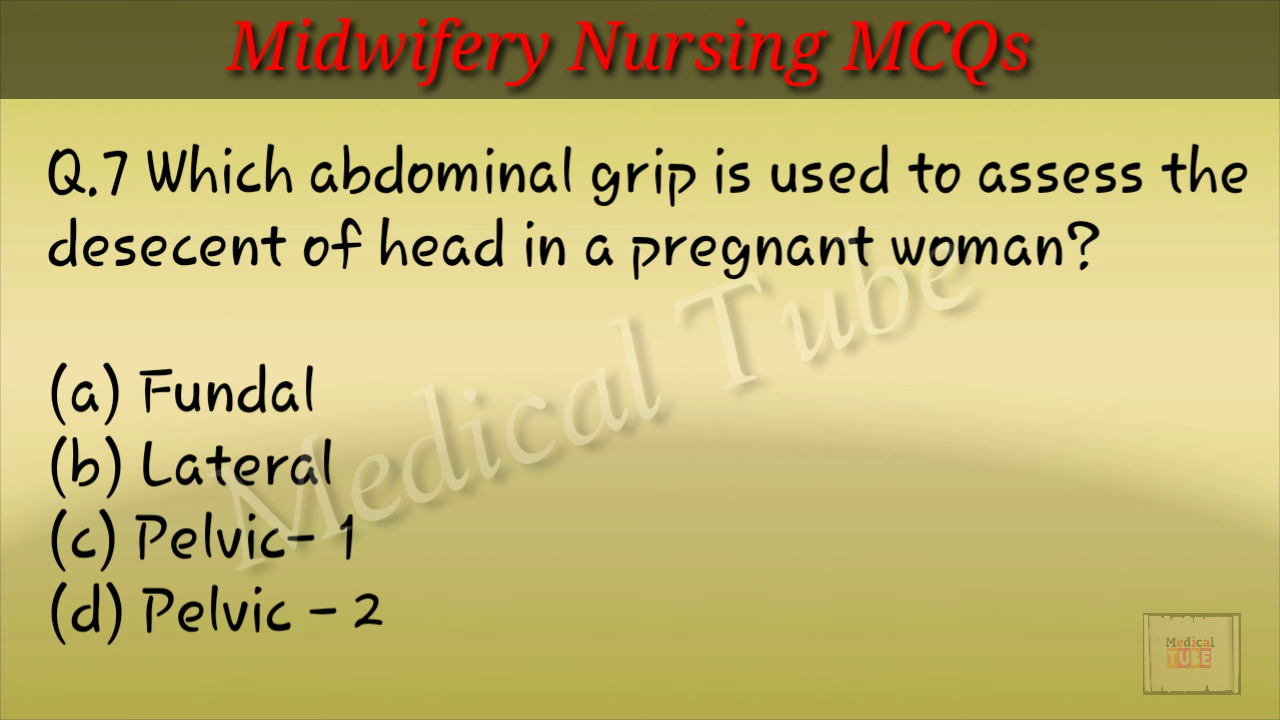 Midwifery Nursing MCQs
Q.7 Which abdominal grip is used to assess the
desecent of head in a pregnant woman?
(a) Fundal
(b) Lateral
(c) Pelvic- 1
(d) Pelvic - 2
Medical Tube
Medical
TUBE